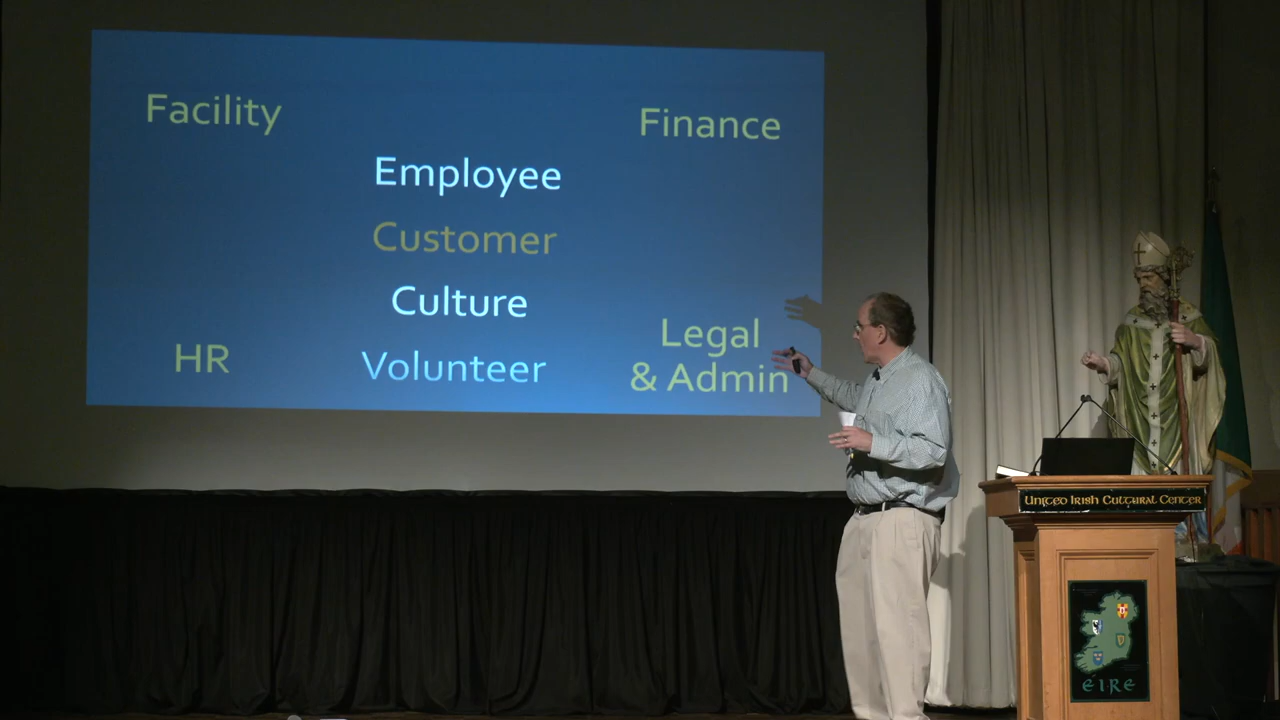 Facility
Finance
Employee
Customer
Culture
Legal
& Admin
HR
Volunteer
United Irish Cultural Center
EIRE